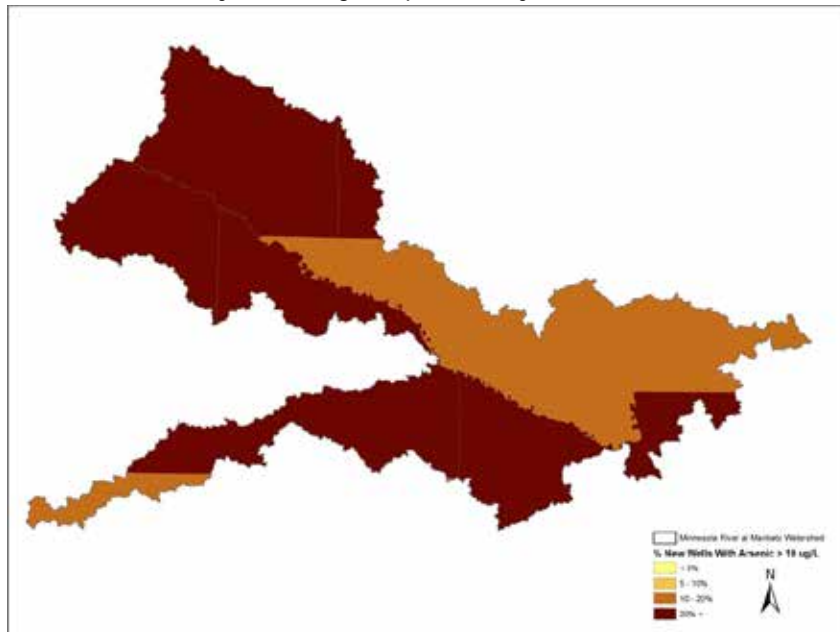 Minnesota River at Mankato Watershed
% New Wells With Arsenic > 10 ug/L
< 5%
5 - 10%
10 - 20%
20% +
N